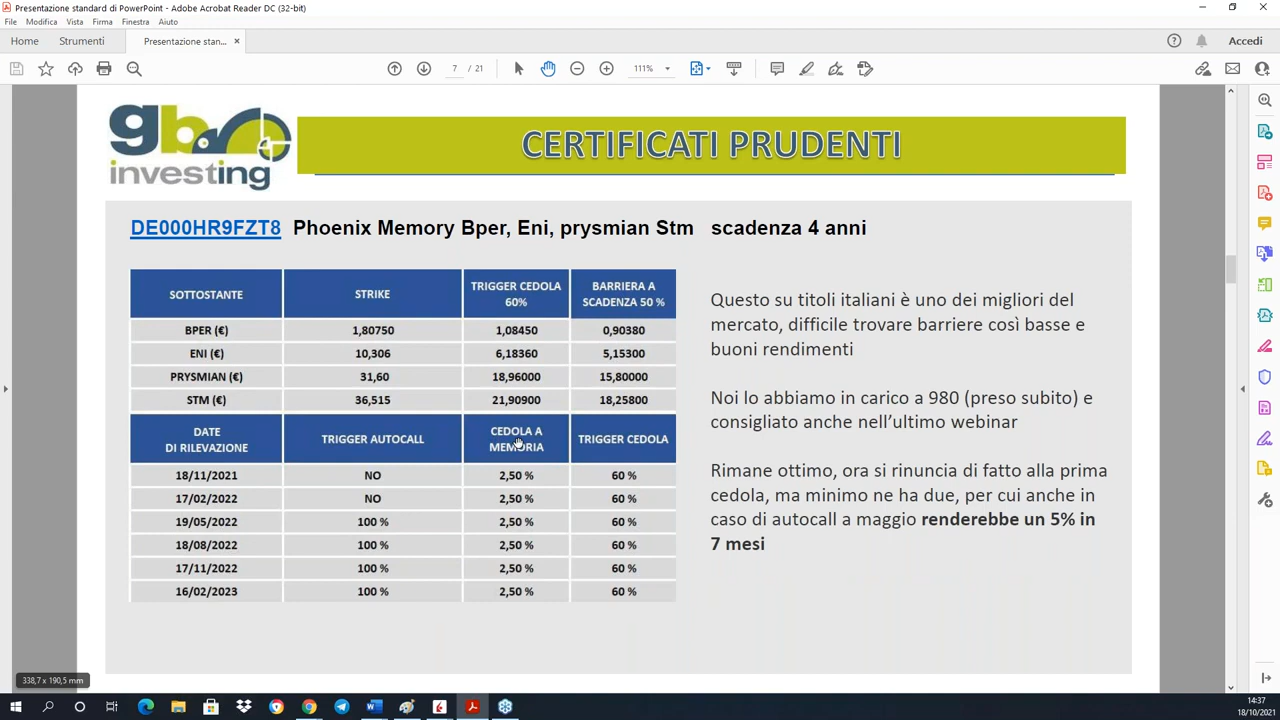 Presentazione standard di PowerPoint - Adobe Acrobat Reader DC (32-bit)
File Modifica Vista Firma Finestra Aiuto
Home Strumenti Presentazione stan... × Accedi
7 / 21 111%
gb investing
CERTIFICATI PRUDENTI
DE000HR9FZT8 Phoenix Memory Bper, Eni, prysmian Stm scadenza 4 anni
SOTTOSTANTE STRIKE TRIGGER CEDOLA 60% BARRIERA A SCADENZA 50 %
BPER (€) 1,80750 1,08450 0,90380
ENI (€) 10,306 6,18360 5,15300
PRYSMIAN (€) 31,60 18,96000 15,80000
STM (€) 36,515 21,90900 18,25800
DATE DI RILEVAZIONE TRIGGER AUTOCALL CEDOLA A MEMORIA TRIGGER CEDOLA
18/11/2021 NO 2,50 % 60 %
17/02/2022 NO 2,50 % 60 %
19/05/2022 100 % 2,50 % 60 %
18/08/2022 100 % 2,50 % 60 %
17/11/2022 100 % 2,50 % 60 %
16/02/2023 100 % 2,50 % 60 %
Questo su titoli italiani è uno dei migliori del
mercato, difficile trovare barriere così basse e
buoni rendimenti
Noi lo abbiamo in carico a 980 (preso subito) e
consigliato anche nell'ultimo webinar
Rimane ottimo, ora si rinuncia di fatto alla prima
cedola, ma minimo ne ha due, per cui anche in
caso di autocall a maggio renderebbe un 5% in
7 mesi
338,7 x 190,5 mm
14:37
18/10/2021